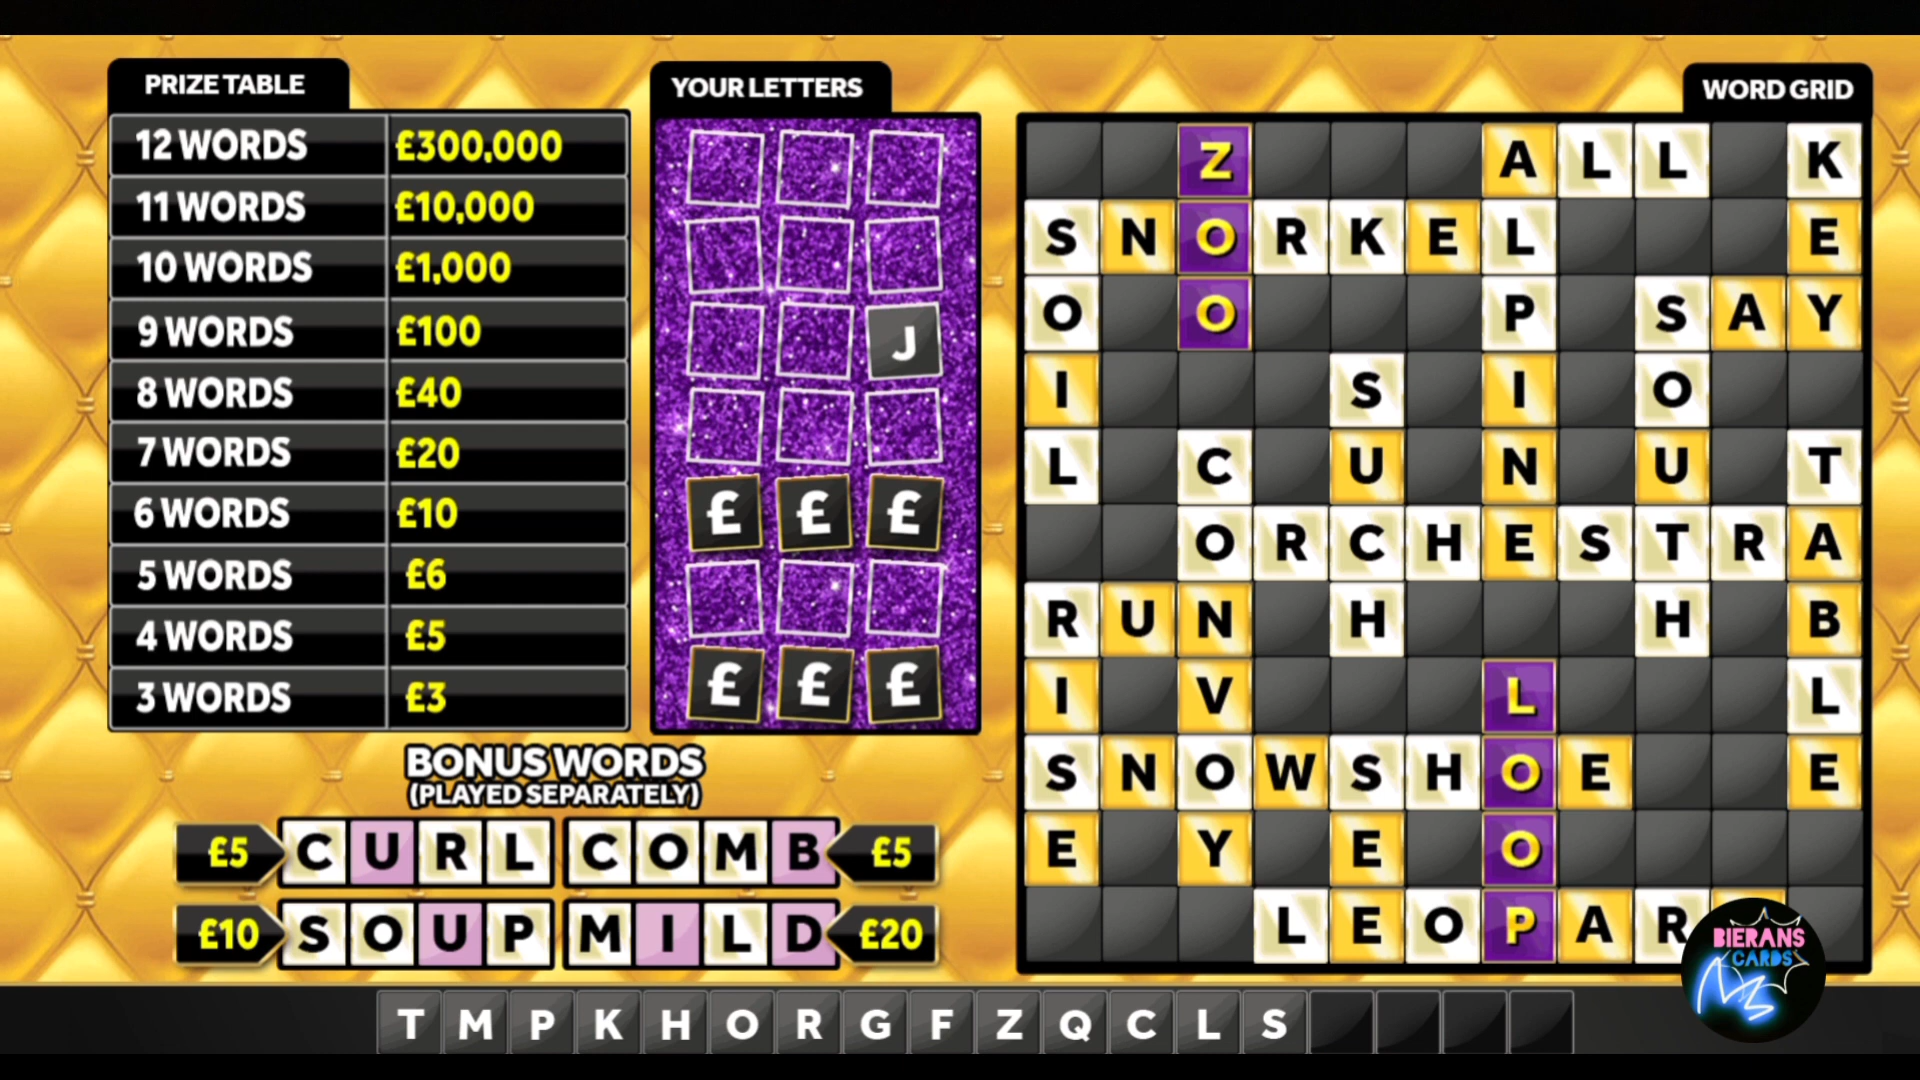 PRIZE TABLE
12 WORDS £300,000
11 WORDS £10,000
10 WORDS £1,000
9 WORDS £100
8 WORDS £40
7 WORDS £20
6 WORDS £10
5 WORDS £6
4 WORDS £5
3 WORDS £3
YOUR LETTERS
J
£ £ £
£ £ £
BONUS WORDS
(PLAYED SEPARATELY)
£5 CURL COMB £5
£10 SOUP MILD £20
WORD GRID
Z A L L K
S N O R K E L E
O O P S A Y
I S I O
L C U N U T
O R C H E S T R A
R U N H H B
I V L L
S N O W S H O E E
E Y E O
L E O P A R
BIERANS
CARDS
T M P K H O R G F Z Q C L S